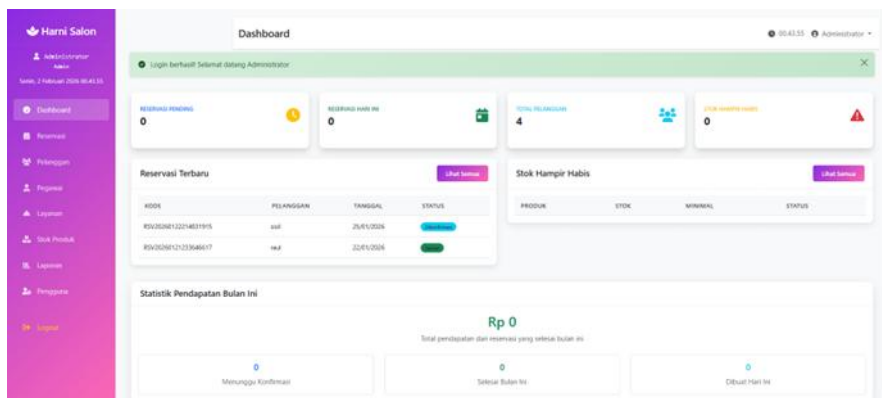 Harni Salon
Administrator
Admin
Senin, 2 Februari 2026 00.43.55
Dashboard
Reservasi
Pelanggan
Pegawai
Layanan
Stok Produk
Laporan
Pengguna
Logout
Dashboard
00.43.55 Administrator
Login berhasil! Selamat datang Administrator
RESERVASI PENDING
0
RESERVASI HARI INI
0
TOTAL PELANGGAN
4
STOK HAMPIR HABIS
0
Reservasi Terbaru
Lihat Semua
KODE PELANGGAN TANGGAL STATUS
RSV20260122214631915 25/01/2026
RSV20260121233646617 22/01/2026
Stok Hampir Habis
Lihat Semua
PRODUK STOK MINIMAL STATUS
Statistik Pendapatan Bulan Ini
Rp 0
Total pendapatan dari reservasi yang selesai bulan ini
0
Menunggu Konfirmasi
0
Selesai Bulan Ini
0
Dibuat Hari Ini